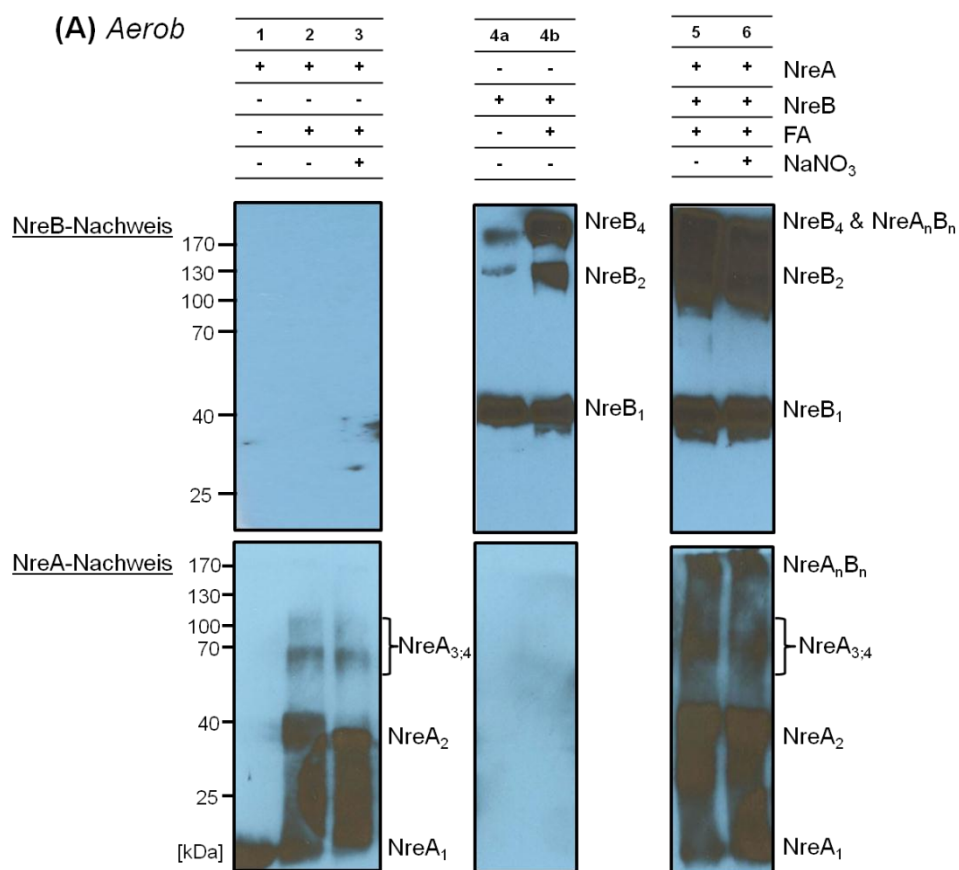 (A) Aerob
1 2 3 4a 4b 5 6
+ + + - - + + NreA
- - - + + + + NreB
- + + - + + + FA
- - + - - - + NaNO₃
NreB-Nachweis
170
130
100
70
40
25
NreB₄
NreB₂
NreB₁
NreB₄ & NreAₙBₙ
NreB₂
NreB₁
NreA-Nachweis
170
130
100
70
40
25
[kDa]
NreA₃;₄
NreA₂
NreA₁
NreAₙBₙ
NreA₃;₄
NreA₂
NreA₁